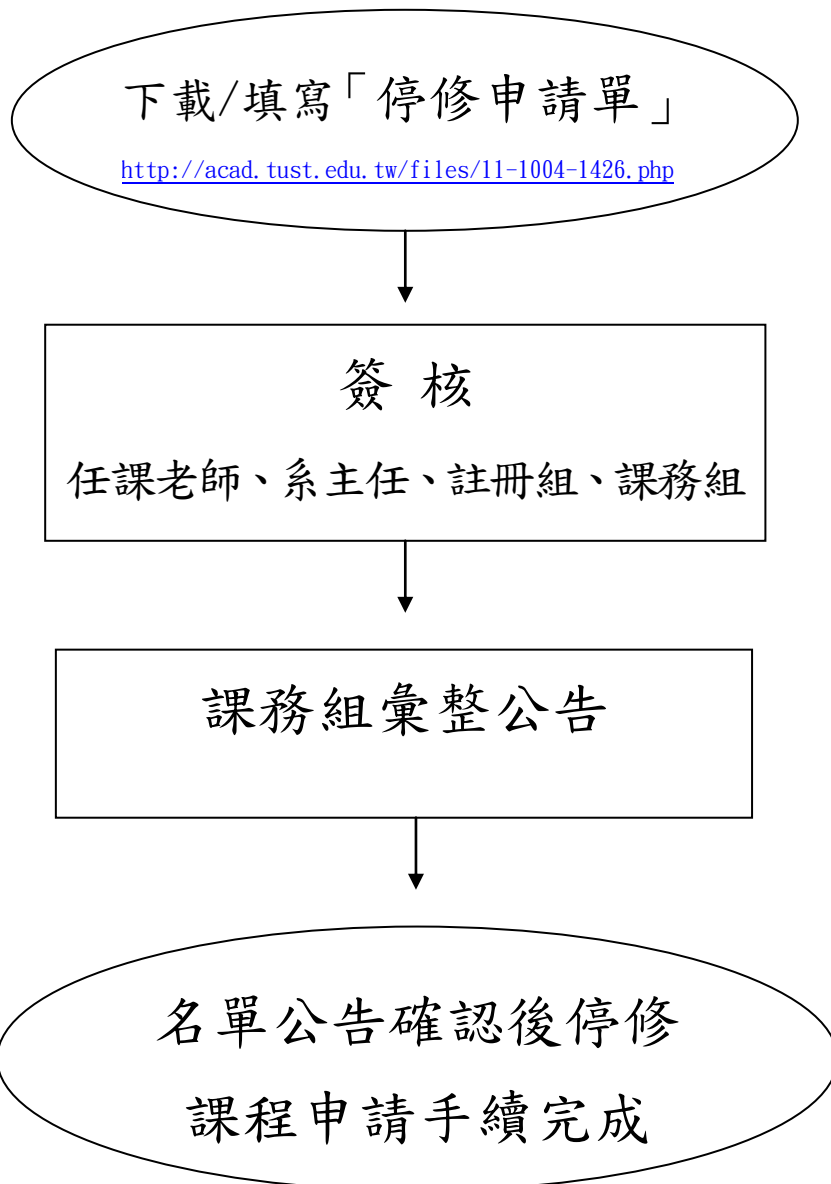 下載/填寫「停修申請單」
http://acad.tust.edu.tw/files/11-1004-1426.php
簽 核
任課老師、系主任、註冊組、課務組
課務組彙整公告
名單公告確認後停修
課程申請手續完成